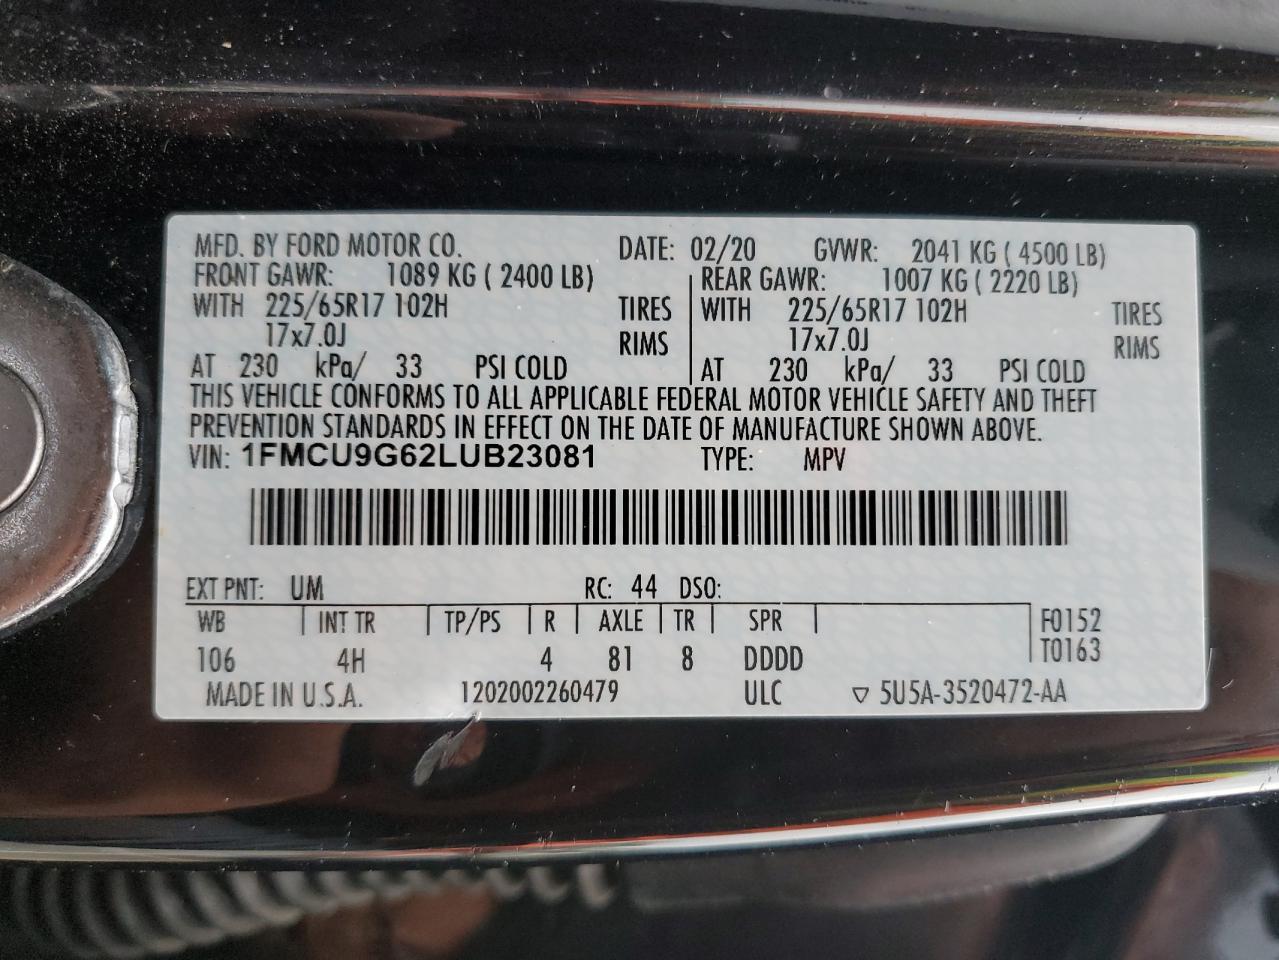 MFD. BY FORD MOTOR CO. DATE: 02/20 GVWR: 2041 KG ( 4500 LB)
FRONT GAWR: 1089 KG ( 2400 LB) REAR GAWR: 1007 KG ( 2220 LB)
WITH 225/65R17 102H TIRES WITH 225/65R17 102H TIRES
17x7.0J RIMS 17x7.0J RIMS
AT 230 kPa/ 33 PSI COLD AT 230 kPa/ 33 PSI COLD
THIS VEHICLE CONFORMS TO ALL APPLICABLE FEDERAL MOTOR VEHICLE SAFETY AND THEFT
PREVENTION STANDARDS IN EFFECT ON THE DATE OF MANUFACTURE SHOWN ABOVE.
VIN: 1FMCU9G62LUB23081 TYPE: MPV
EXT PNT: UM RC: 44 DSO:
WB INT TR TP/PS R AXLE TR SPR F0152
106 4H 4 81 8 DDDD T0163
MADE IN U.S.A. 1202002260479 ULC ▽ 5U5A-3520472-AA